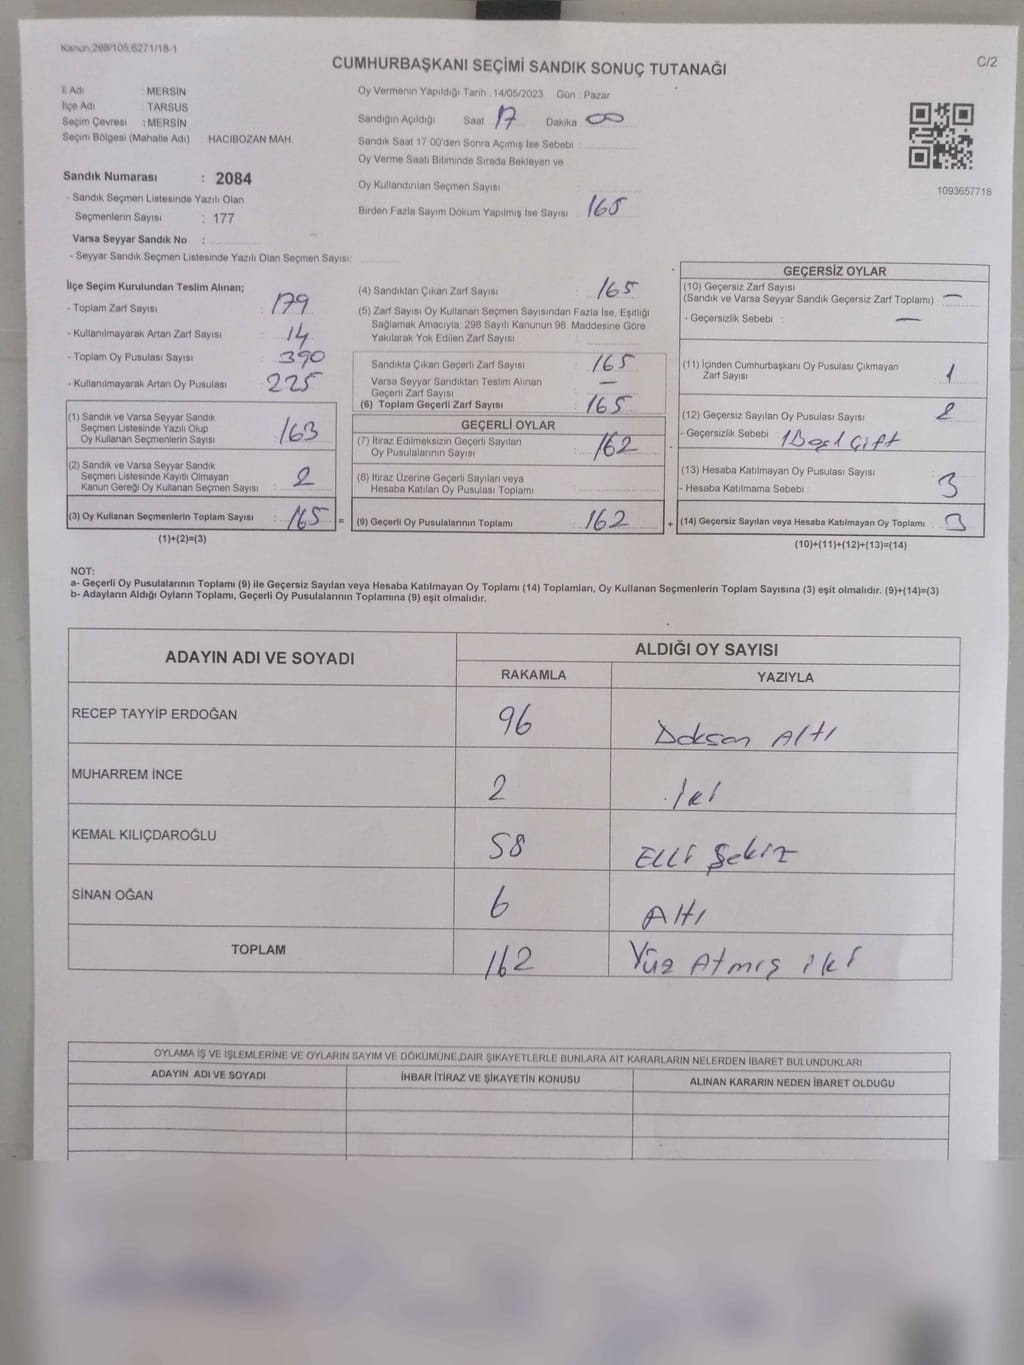 Kanun.298/105,6271/18-1
C/2
CUMHURBAŞKANI SEÇİMİ SANDIK SONUÇ TUTANAĞI
İl Adı : MERSİN
İlçe Adı : TARSUS
Seçim Çevresi : MERSİN
Seçim Bölgesi (Mahalle Adı) : HACIBOZAN MAH.
Sandık Numarası : 2084
- Sandık Seçmen Listesinde Yazılı Olan
Seçmenlerin Sayısı : 177
Varsa Seyyar Sandık No :
- Seyyar Sandık Seçmen Listesinde Yazılı Olan Seçmen Sayısı:
Oy Vermenin Yapıldığı Tarih : 14/05/2023 Gün : Pazar
Sandığın Açıldığı Saat 17 Dakika 00
Sandık Saat 17:00'den Sonra Açılmış İse Sebebi :
Oy Verme Saati Bitiminde Sırada Bekleyen ve
Oy Kullandırılan Seçmen Sayısı :
Birden Fazla Sayım Döküm Yapılmış İse Sayısı : 165
1093657718
İlçe Seçim Kurulundan Teslim Alınan;
- Toplam Zarf Sayısı : 179
- Kullanılmayarak Artan Zarf Sayısı : 14
- Toplam Oy Pusulası Sayısı : 390
- Kullanılmayarak Artan Oy Pusulası : 225
(1) Sandık ve Varsa Seyyar Sandık
Seçmen Listesinde Yazılı Olup
Oy Kullanan Seçmenlerin Sayısı : 163
(2) Sandık ve Varsa Seyyar Sandık
Seçmen Listesinde Kayıtlı Olmayan
Kanun Gereği Oy Kullanan Seçmen Sayısı : 2
(3) Oy Kullanan Seçmenlerin Toplam Sayısı : 165 =
(1)+(2)=(3)
(4) Sandıktan Çıkan Zarf Sayısı : 165
(5) Zarf Sayısı Oy Kullanan Seçmen Sayısından Fazla İse, Eşitliği
Sağlamak Amacıyla, 298 Sayılı Kanunun 98. Maddesine Göre
Yakılarak Yok Edilen Zarf Sayısı :
Sandıkta Çıkan Geçerli Zarf Sayısı : 165
Varsa Seyyar Sandıktan Teslim Alınan
Geçerli Zarf Sayısı : —
(6) Toplam Geçerli Zarf Sayısı : 165
GEÇERLİ OYLAR
(7) İtiraz Edilmeksizin Geçerli Sayılan
Oy Pusulalarının Sayısı : 162
(8) İtiraz Üzerine Geçerli Sayılan veya
Hesaba Katılan Oy Pusulası Toplamı :
(9) Geçerli Oy Pusulalarının Toplamı : 162 +
GEÇERSİZ OYLAR
(10) Geçersiz Zarf Sayısı
(Sandık ve Varsa Seyyar Sandık Geçersiz Zarf Toplamı) : —
- Geçersizlik Sebebi : —
(11) İçinden Cumhurbaşkanı Oy Pusulası Çıkmayan
Zarf Sayısı : 1
(12) Geçersiz Sayılan Oy Pusulası Sayısı : 2
- Geçersizlik Sebebi : 1 Boş 1 Çift
(13) Hesaba Katılmayan Oy Pusulası Sayısı
- Hesaba Katılmama Sebebi : 3
(14) Geçersiz Sayılan veya Hesaba Katılmayan Oy Toplamı : 3
(10)+(11)+(12)+(13)=(14)
NOT:
a- Geçerli Oy Pusulalarının Toplamı (9) ile Geçersiz Sayılan veya Hesaba Katılmayan Oy Toplamı (14) Toplamları, Oy Kullanan Seçmenlerin Toplam Sayısına (3) eşit olmalıdır. (9)+(14)=(3)
b- Adayların Aldığı Oyların Toplamı, Geçerli Oy Pusulalarının Toplamına (9) eşit olmalıdır.
ADAYIN ADI VE SOYADI
ALDIĞI OY SAYISI
RAKAMLA YAZIYLA
RECEP TAYYİP ERDOĞAN 96 Doksan Altı
MUHARREM İNCE 2 İki
KEMAL KILIÇDAROĞLU 58 Elli Şekiz
SİNAN OĞAN 6 Altı
TOPLAM 162 Yüz Atmış iki
OYLAMA İŞ VE İŞLEMLERİNE VE OYLARIN SAYIM VE DÖKÜMÜNE DAİR ŞİKAYETLERLE BUNLARA AİT KARARLARIN NELERDEN İBARET BULUNDUKLARI
ADAYIN ADI VE SOYADI İHBAR İTİRAZ VE ŞİKAYETİN KONUSU ALINAN KARARIN NEDEN İBARET OLDUĞU